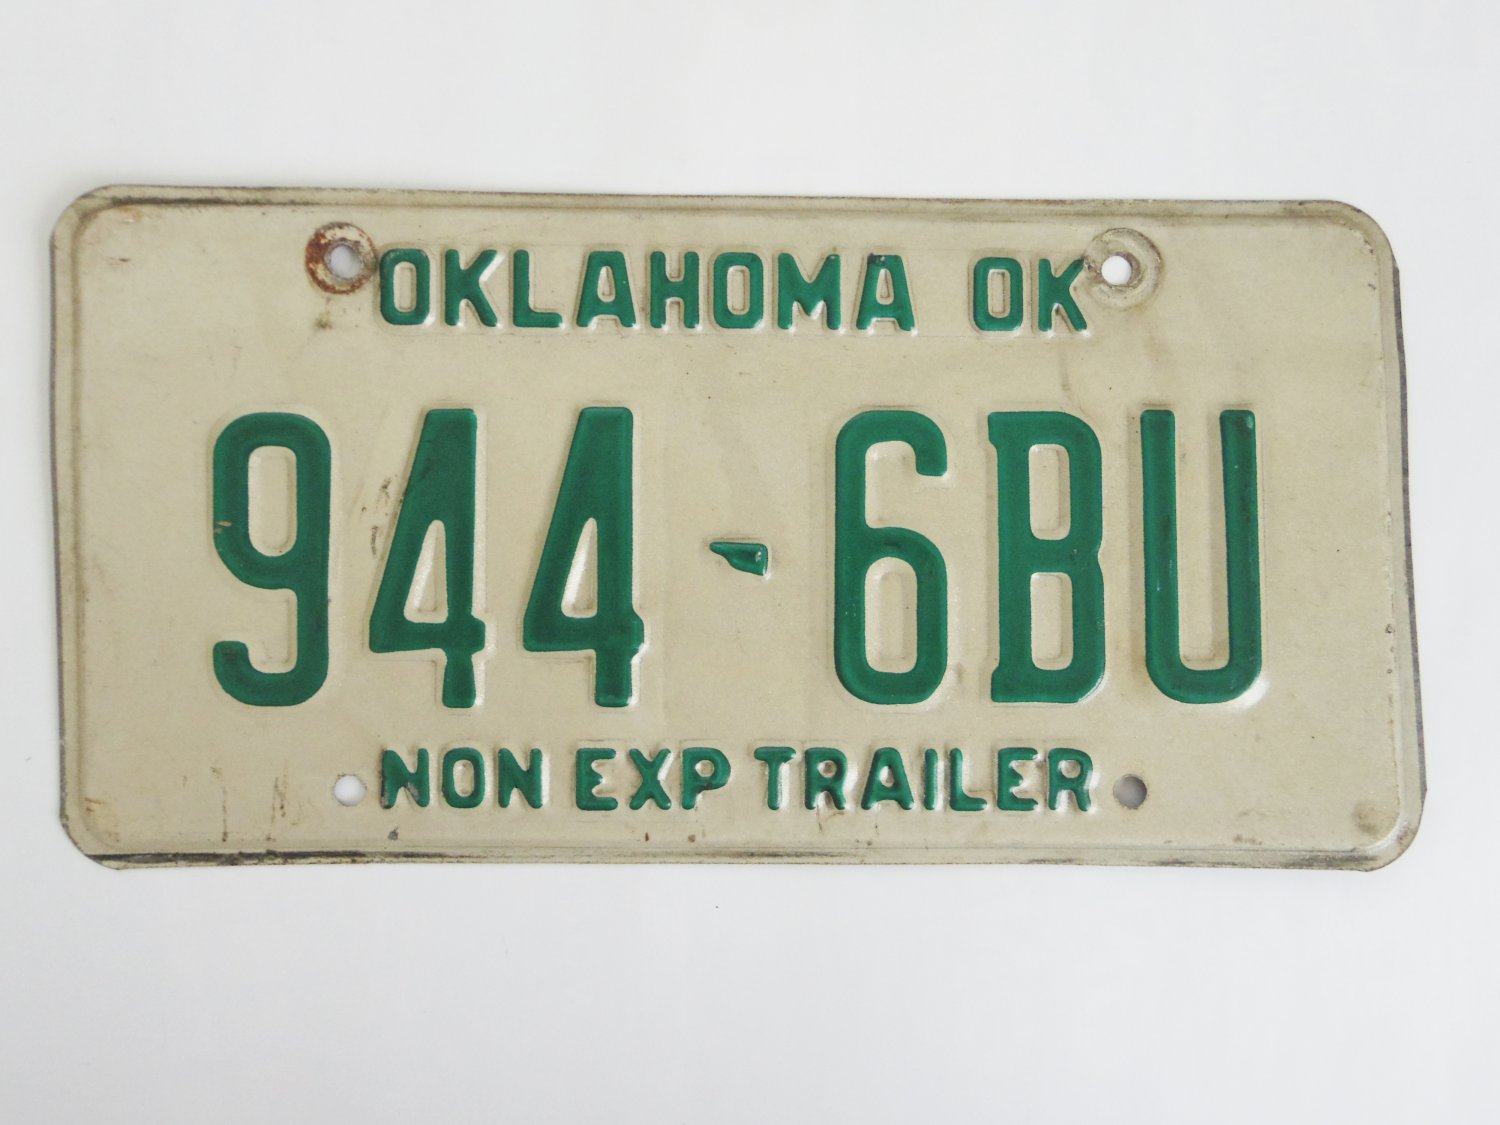 OKLAHOMA OK
944-6BU
NON EXP TRAILER